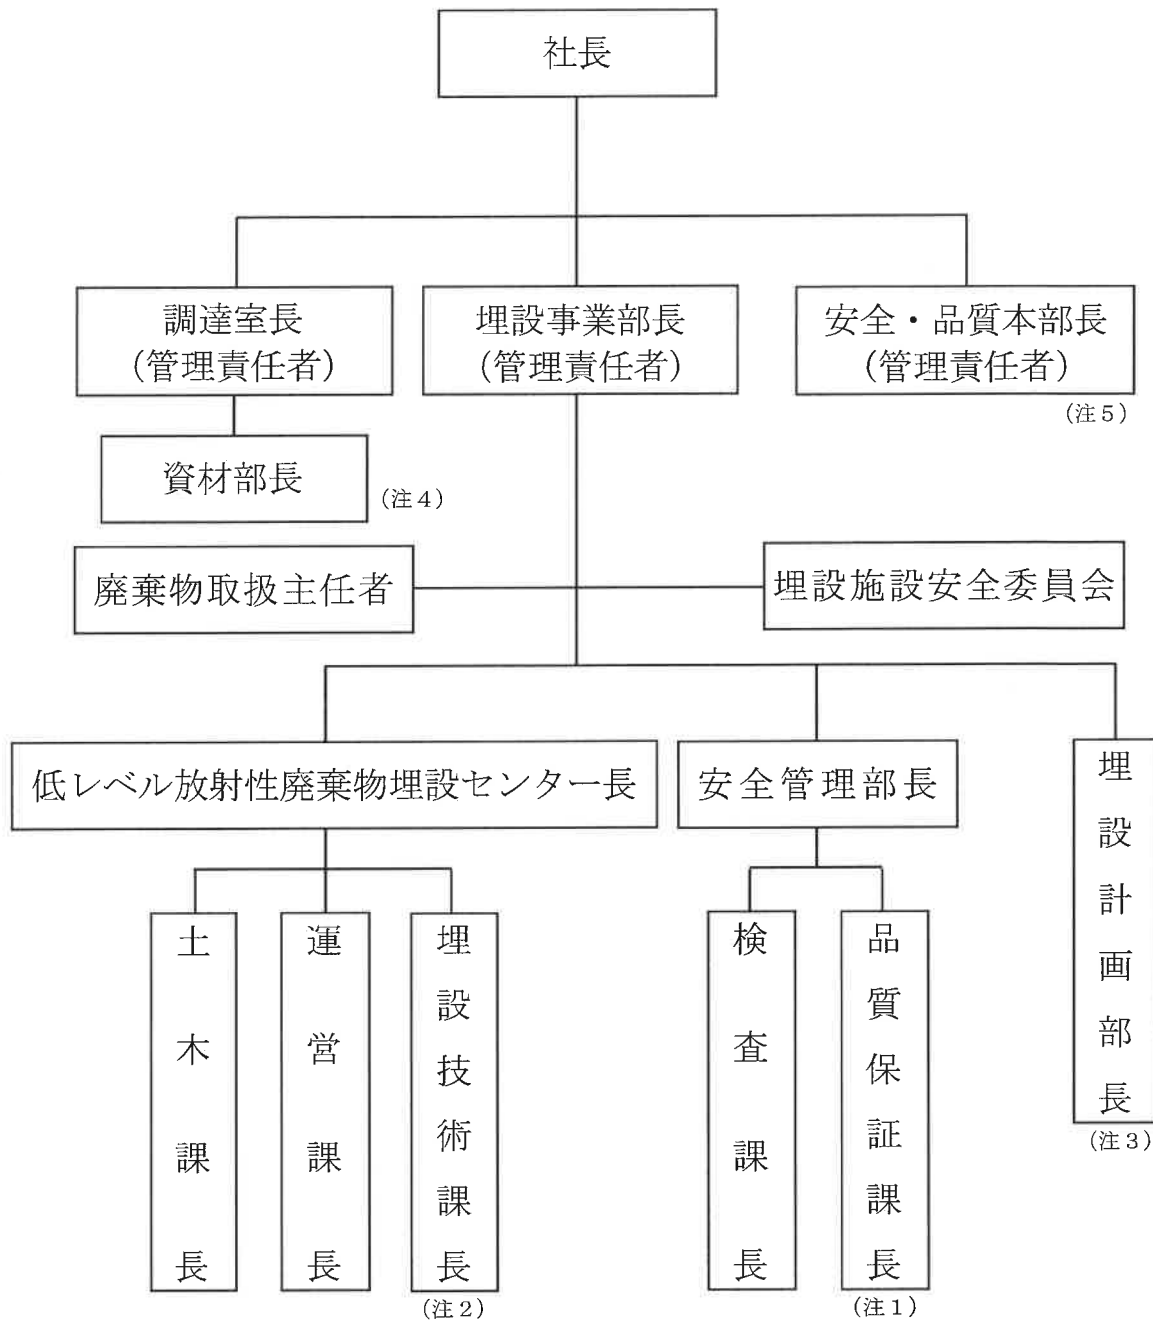 社長
調達室長
(管理責任者)
埋設事業部長
(管理責任者)
安全・品質本部長
(管理責任者)
(注5)
資材部長
(注4)
廃棄物取扱主任者
埋設施設安全委員会
低レベル放射性廃棄物埋設センター長
安全管理部長
埋設計画部長
(注3)
土木課長
運営課長
埋設技術課長
(注2)
検査課長
品質保証課長
(注1)